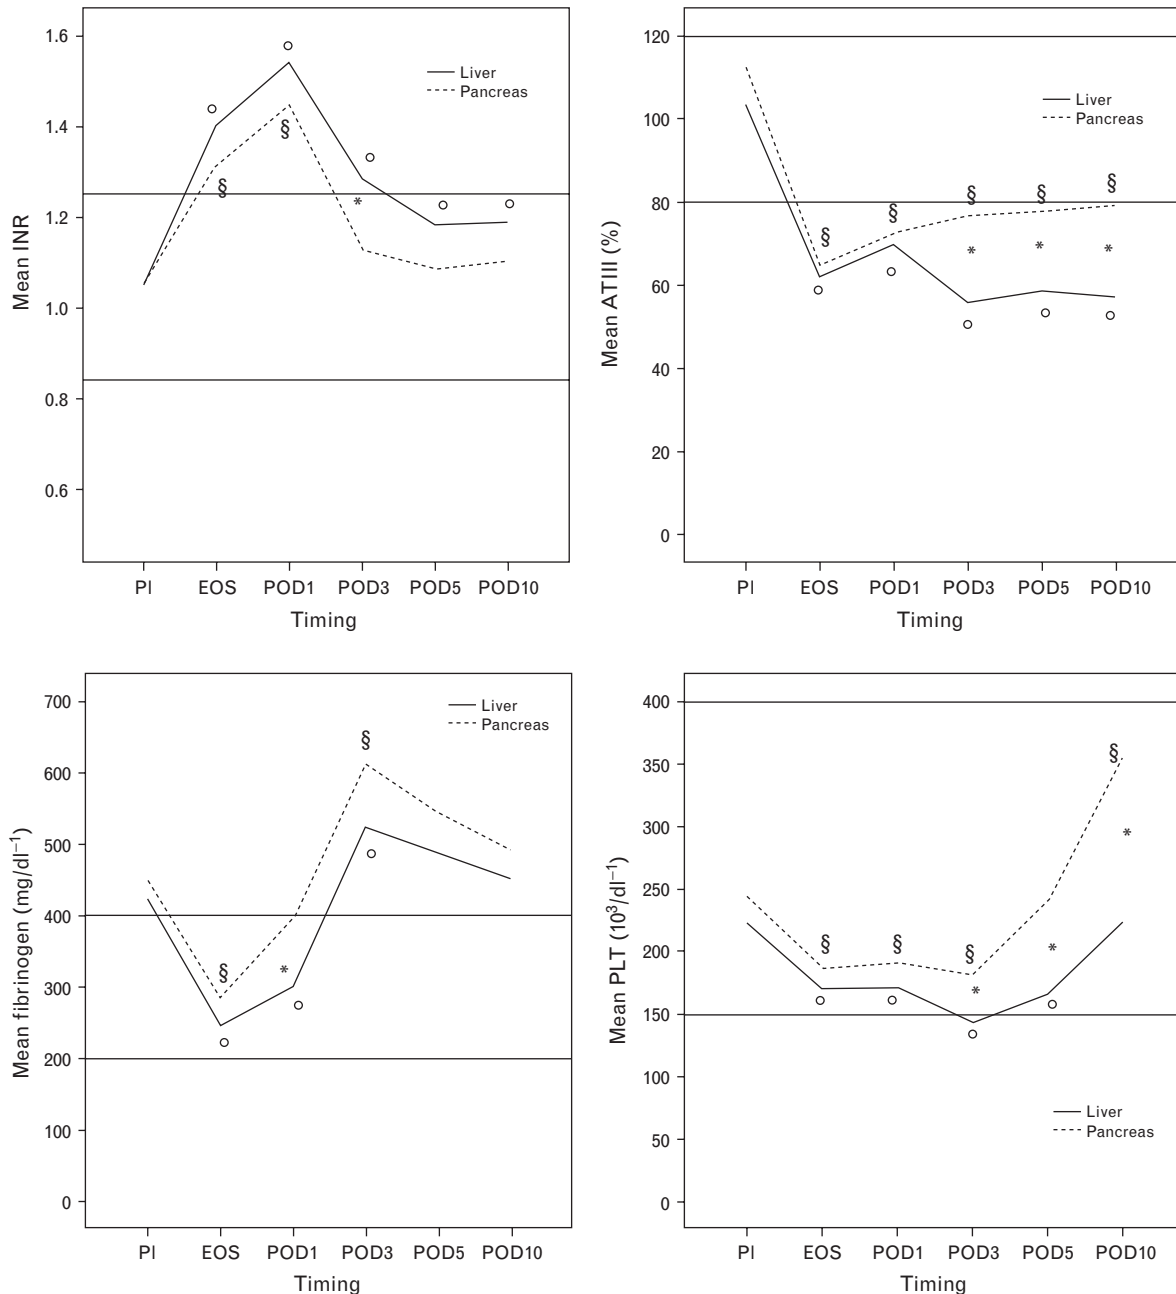 1.6
1.4
1.2
1.0
0.8
0.6
Mean INR
Liver
Pancreas
§
§
*
PI EOS POD1 POD3 POD5 POD10
Timing
120
100
80
60
40
20
0
Mean ATIII (%)
Liver
Pancreas
§
§
§
§
§
*
*
*
PI EOS POD1 POD3 POD5 POD10
Timing
700
600
500
400
300
200
100
0
Mean fibrinogen (mg/dl⁻¹)
Liver
Pancreas
§
§
*
PI EOS POD1 POD3 POD5 POD10
Timing
400
350
300
250
200
150
100
50
0
Mean PLT (10³/dl⁻¹)
§
§
§
§
*
*
*
Liver
Pancreas
PI EOS POD1 POD3 POD5 POD10
Timing